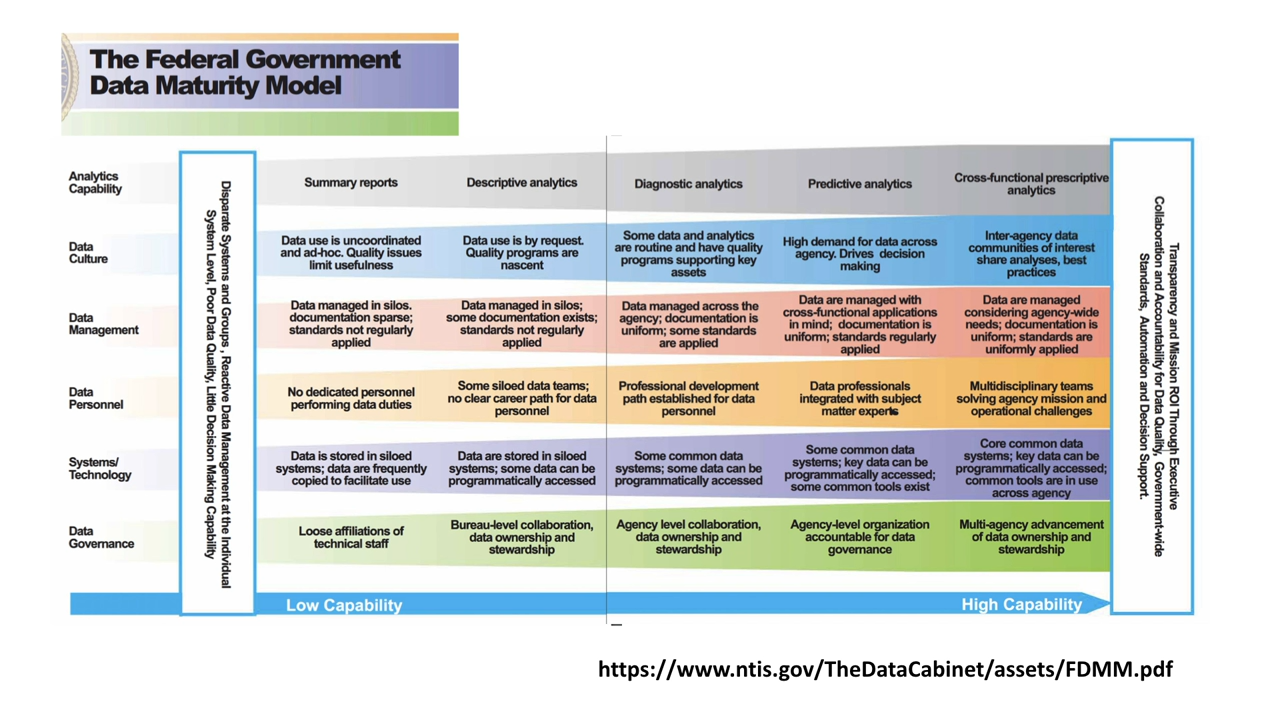 The Federal Government
Data Maturity Model
Disparate Systems and Groups , Reactive Data Management at the Individual
System Level, Poor Data Quality, Little Decision Making Capability
Analytics
Capability
Summary reports
Descriptive analytics
Diagnostic analytics
Predictive analytics
Cross-functional prescriptive
analytics
Data
Culture
Data use is uncoordinated
and ad-hoc. Quality issues
limit usefulness
Data use is by request.
Quality programs are
nascent
Some data and analytics
are routine and have quality
programs supporting key
assets
High demand for data across
agency. Drives decision
making
Inter-agency data
communities of interest
share analyses, best
practices
Data
Management
Data managed in silos.
documentation sparse;
standards not regularly
applied
Data managed in silos;
some documentation exists;
standards not regularly
applied
Data managed across the
agency; documentation is
uniform; some standards
are applied
Data are managed with
cross-functional applications
in mind; documentation is
uniform; standards regularly
applied
Data are managed
considering agency-wide
needs; documentation is
uniform; standards are
uniformly applied
Data
Personnel
No dedicated personnel
performing data duties
Some siloed data teams;
no clear career path for data
personnel
Professional development
path established for data
personnel
Data professionals
integrated with subject
matter experts
Multidisciplinary teams
solving agency mission and
operational challenges
Systems/
Technology
Data is stored in siloed
systems; data are frequently
copied to facilitate use
Data are stored in siloed
systems; some data can be
programmatically accessed
Some common data
systems; some data can be
programmatically accessed
Some common data
systems; key data can be
programmatically accessed;
some common tools exist
Core common data
systems; key data can be
programmatically accessed;
common tools are in use
across agency
Data
Governance
Loose affiliations of
technical staff
Bureau-level collaboration,
data ownership and
stewardship
Agency level collaboration,
data ownership and
stewardship
Agency-level organization
accountable for data
governance
Multi-agency advancement
of data ownership and
stewardship
Transparency and Mission ROI Through Executive
Collaboration and Accountability for Data Quality, Government-wide
Standards, Automation and Decision Support.
Low Capability
High Capability
https://www.ntis.gov/TheDataCabinet/assets/FDMM.pdf